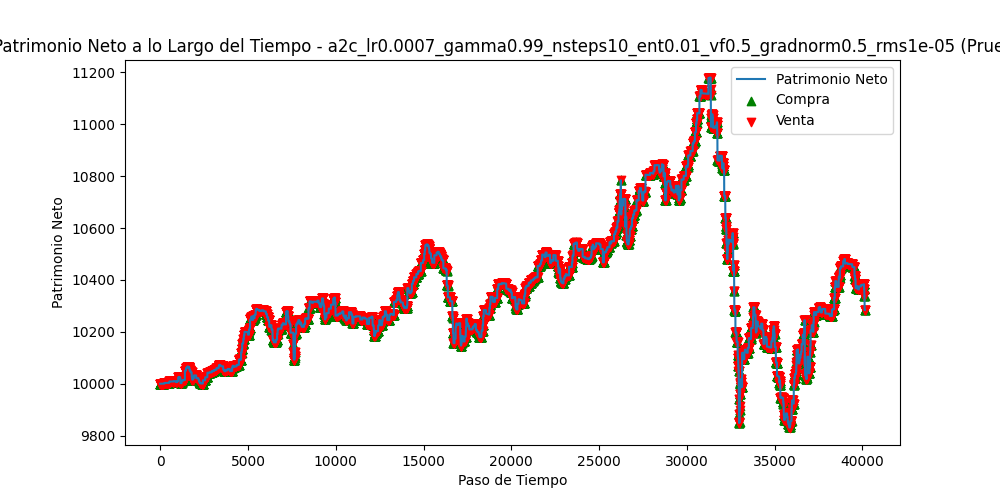 Patrimonio Neto a lo Largo del Tiempo - a2c_lr0.0007_gamma0.99_nsteps10_ent0.01_vf0.5_gradnorm0.5_rms1e-05 (Prue
Patrimonio Neto
Compra
Venta
11200
11000
10800
10600
10400
10200
10000
9800
Patrimonio Neto
0
5000
10000
15000
20000
25000
30000
35000
40000
Paso de Tiempo